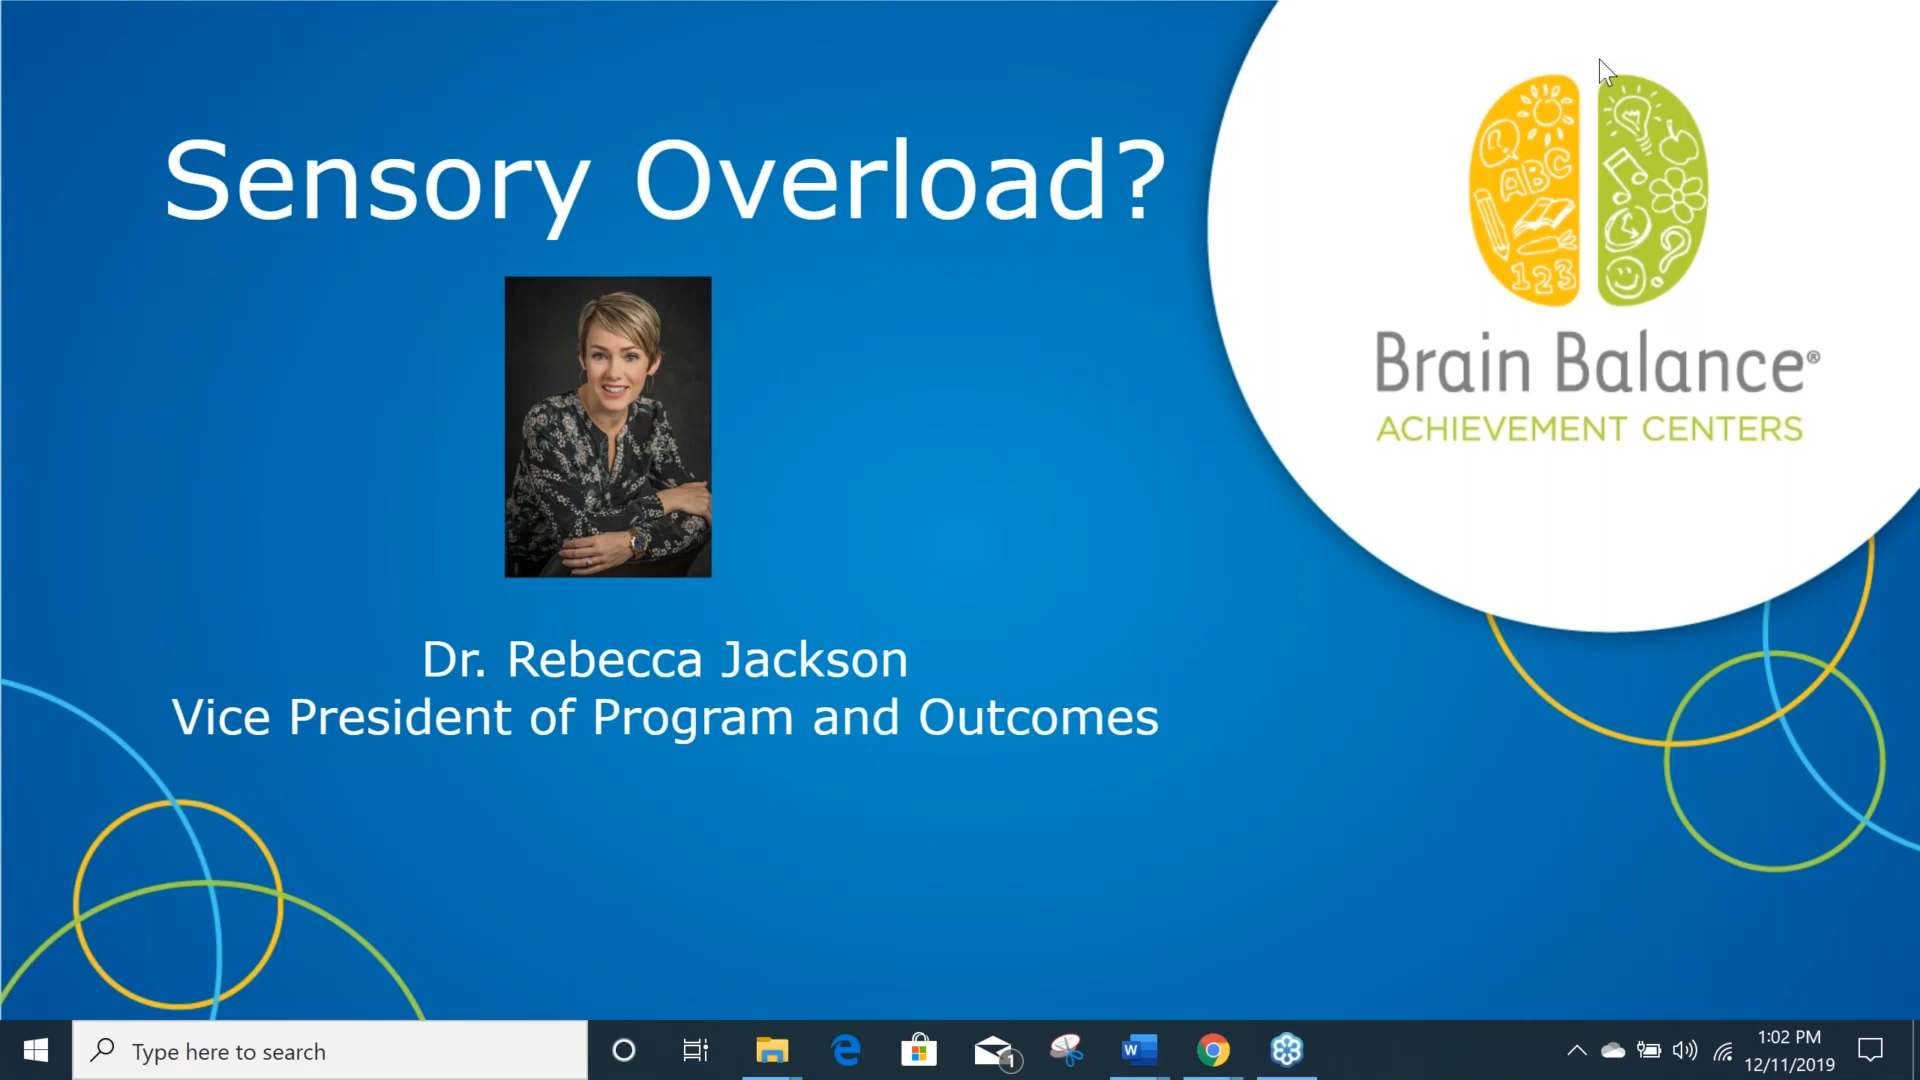 Sensory Overload?
ABC
123
Brain Balance®
ACHIEVEMENT CENTERS
Dr. Rebecca Jackson
Vice President of Program and Outcomes
Type here to search
1
W
1:02 PM
12/11/2019